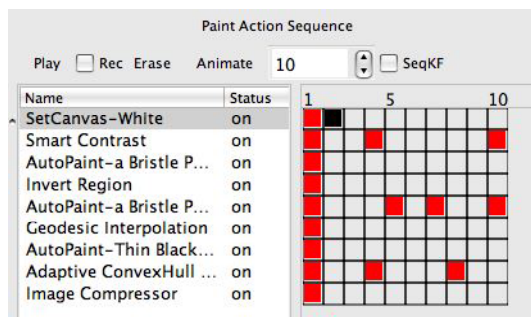 Paint Action Sequence
Play Rec Erase Animate 10 SeqKF
Name Status 1 5 10
SetCanvas-White on
Smart Contrast on
AutoPaint-a Bristle P... on
Invert Region on
AutoPaint-a Bristle P... on
Geodesic Interpolation on
AutoPaint-Thin Black... on
Adaptive ConvexHull ... on
Image Compressor on